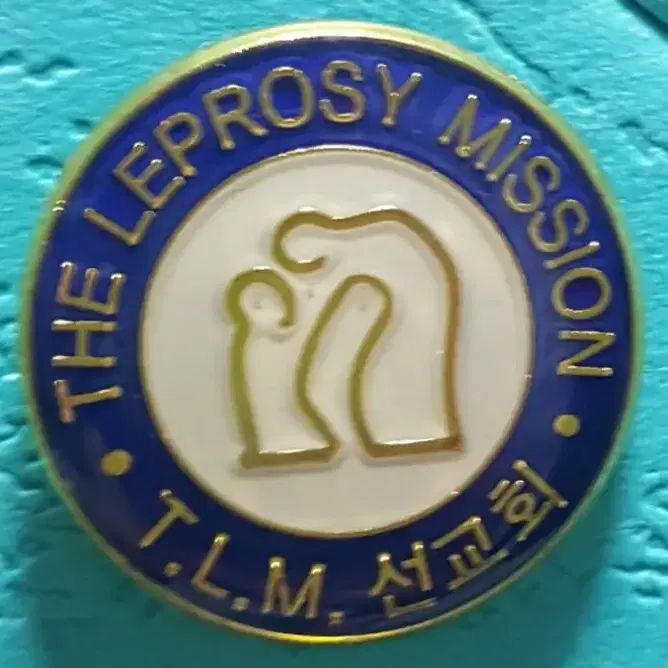 THE LEPROSY MISSION
T.L.M. 선교회